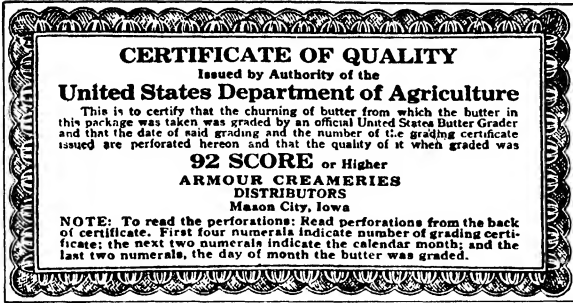 CERTIFICATE OF QUALITY
Issued by Authority of the
United States Department of Agriculture
This is to certify that the churning of butter from which the butter in
this package was taken was graded by an official United States Butter Grader
and that the date of said grading and the number of the grading certificate
issued are perforated hereon and that the quality of it when graded was
92 SCORE or Higher
ARMOUR CREAMERIES
DISTRIBUTORS
Mason City, Iowa
NOTE: To read the perforations: Read perforations from the back
of certificate. First four numerals indicate number of grading certi-
ficate; the next two numerals indicate the calendar month; and the
last two numerals, the day of month the butter was graded.